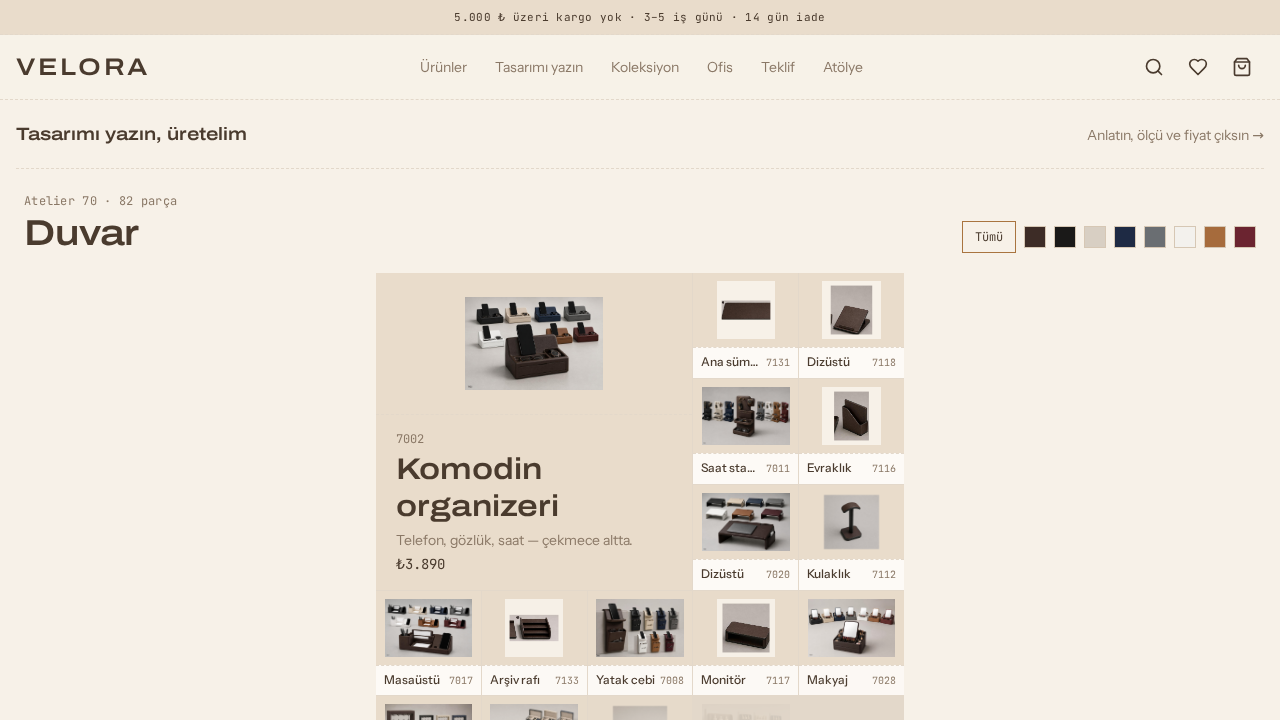 5.000 ₺ üzeri kargo yok · 3–5 iş günü · 14 gün iade
VELORA
Ürünler
Tasarımı yazın
Koleksiyon
Ofis
Teklif
Atölye
Tasarımı yazın, üretelim
Anlatın, ölçü ve fiyat çıksın →
Atelier 70 · 82 parça
Duvar
Tümü
7002
Komodin
organizeri
Telefon, gözlük, saat — çekmece altta.
₺3.890
Ana süm… 7131
Dizüstü 7118
Saat sta… 7011
Evraklık 7116
Dizüstü 7020
Kulaklık 7112
Masaüstü 7017
Arşiv rafı 7133
Yatak cebi 7008
Monitör 7117
Makyaj 7028